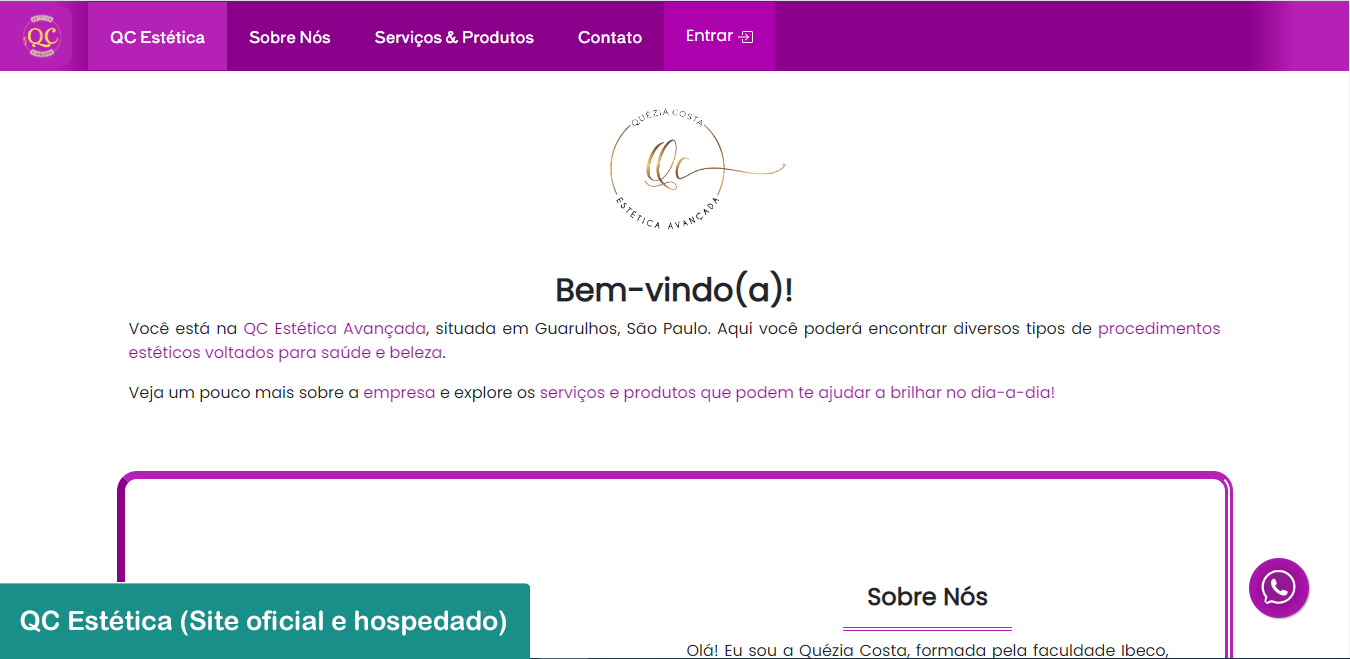 QC
QC Estética
Sobre Nós
Serviços & Produtos
Contato
Entrar
QUÉZIA COSTA
Qc
ESTÉTICA AVANÇADA
Bem-vindo(a)!
Você está na QC Estética Avançada, situada em Guarulhos, São Paulo. Aqui você poderá encontrar diversos tipos de procedimentos
estéticos voltados para saúde e beleza.
Veja um pouco mais sobre a empresa e explore os serviços e produtos que podem te ajudar a brilhar no dia-a-dia!
Sobre Nós
Olá! Eu sou a Quézia Costa, formada pela faculdade Ibeco,
QC Estética (Site oficial e hospedado)